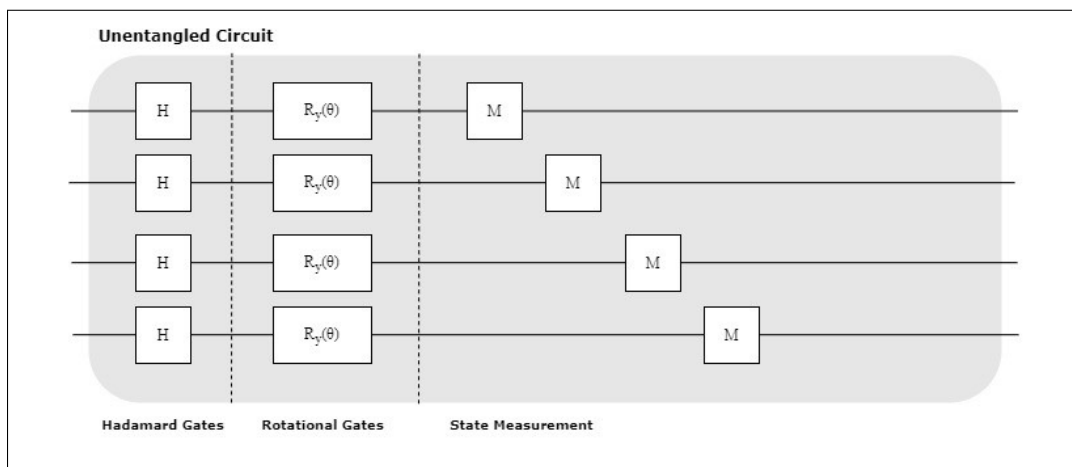 Unentangled Circuit
H R_y(θ) M
H R_y(θ) M
H R_y(θ) M
H R_y(θ) M
Hadamard Gates Rotational Gates State Measurement